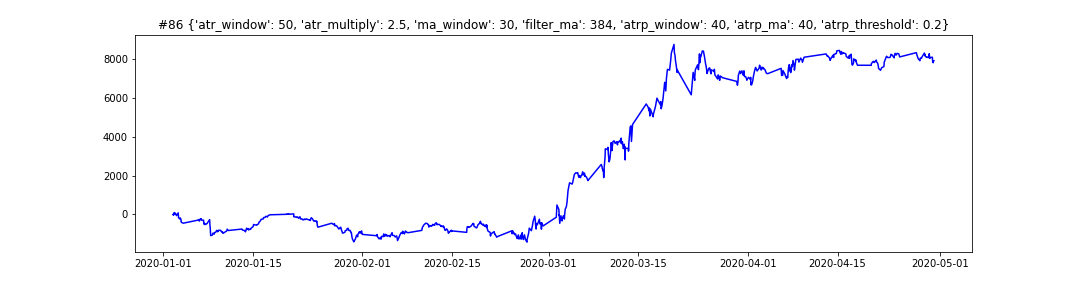 #86 {'atr_window': 50, 'atr_multiply': 2.5, 'ma_window': 30, 'filter_ma': 384, 'atrp_window': 40, 'atrp_ma': 40, 'atrp_threshold': 0.2}
8000
6000
4000
2000
0
2020-01-01 2020-01-15 2020-02-01 2020-02-15 2020-03-01 2020-03-15 2020-04-01 2020-04-15 2020-05-01